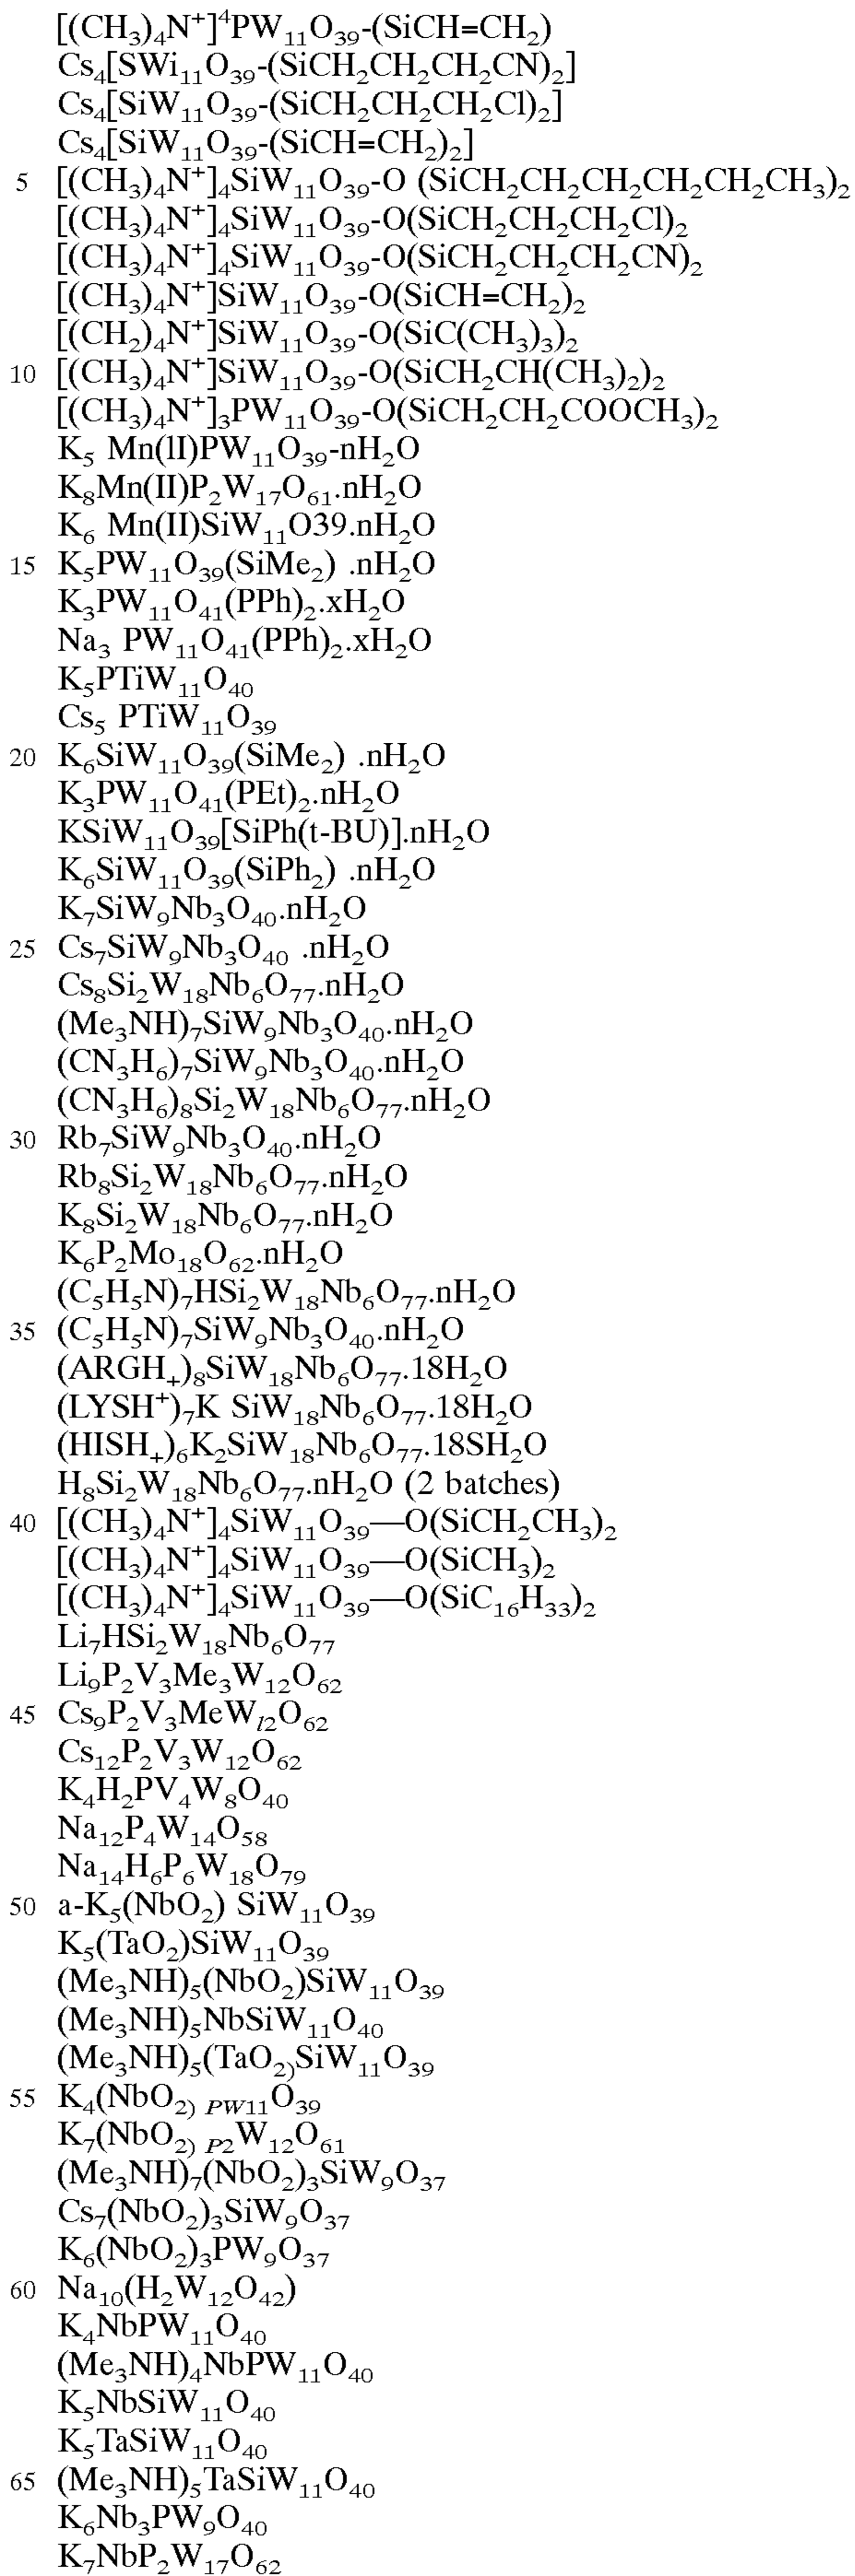 [(CH₃)₄N⁺]⁴PW₁₁O₃₉-(SiCH=CH₂)
Cs₄[SWi₁₁O₃₉-(SiCH₂CH₂CH₂CN)₂]
Cs₄[SiW₁₁O₃₉-(SiCH₂CH₂CH₂Cl)₂]
Cs₄[SiW₁₁O₃₉-(SiCH=CH₂)₂]
5 [(CH₃)₄N⁺]₄SiW₁₁O₃₉-O (SiCH₂CH₂CH₂CH₂CH₂CH₃)₂
[(CH₃)₄N⁺]₄SiW₁₁O₃₉-O(SiCH₂CH₂CH₂Cl)₂
[(CH₃)₄N⁺]₄SiW₁₁O₃₉-O(SiCH₂CH₂CH₂CN)₂
[(CH₃)₄N⁺]SiW₁₁O₃₉-O(SiCH=CH₂)₂
[(CH₂)₄N⁺]SiW₁₁O₃₉-O(SiC(CH₃)₃)₂
10 [(CH₃)₄N⁺]SiW₁₁O₃₉-O(SiCH₂CH(CH₃)₂)₂
[(CH₃)₄N⁺]₃PW₁₁O₃₉-O(SiCH₂CH₂COOCH₃)₂
K₅ Mn(II)PW₁₁O₃₉-nH₂O
K₈Mn(II)P₂W₁₇O₆₁.nH₂O
K₆ Mn(II)SiW₁₁O39.nH₂O
15 K₅PW₁₁O₃₉(SiMe₂) .nH₂O
K₃PW₁₁O₄₁(PPh)₂.xH₂O
Na₃ PW₁₁O₄₁(PPh)₂.xH₂O
K₅PTiW₁₁O₄₀
Cs₅ PTiW₁₁O₃₉
20 K₆SiW₁₁O₃₉(SiMe₂) .nH₂O
K₃PW₁₁O₄₁(PEt)₂.nH₂O
KSiW₁₁O₃₉[SiPh(t-BU)].nH₂O
K₆SiW₁₁O₃₉(SiPh₂) .nH₂O
K₇SiW₉Nb₃O₄₀.nH₂O
25 Cs₇SiW₉Nb₃O₄₀ .nH₂O
Cs₈Si₂W₁₈Nb₆O₇₇.nH₂O
(Me₃NH)₇SiW₉Nb₃O₄₀.nH₂O
(CN₃H₆)₇SiW₉Nb₃O₄₀.nH₂O
(CN₃H₆)₈Si₂W₁₈Nb₆O₇₇.nH₂O
30 Rb₇SiW₉Nb₃O₄₀.nH₂O
Rb₈Si₂W₁₈Nb₆O₇₇.nH₂O
K₈Si₂W₁₈Nb₆O₇₇.nH₂O
K₆P₂Mo₁₈O₆₂.nH₂O
(C₅H₅N)₇HSi₂W₁₈Nb₆O₇₇.nH₂O
35 (C₅H₅N)₇SiW₉Nb₃O₄₀.nH₂O
(ARGH₊)₈SiW₁₈Nb₆O₇₇.18H₂O
(LYSH⁺)₇K SiW₁₈Nb₆O₇₇.18H₂O
(HISH₊)₆K₂SiW₁₈Nb₆O₇₇.18SH₂O
H₈Si₂W₁₈Nb₆O₇₇.nH₂O (2 batches)
40 [(CH₃)₄N⁺]₄SiW₁₁O₃₉—O(SiCH₂CH₃)₂
[(CH₃)₄N⁺]₄SiW₁₁O₃₉—O(SiCH₃)₂
[(CH₃)₄N⁺]₄SiW₁₁O₃₉—O(SiC₁₆H₃₃)₂
Li₇HSi₂W₁₈Nb₆O₇₇
Li₉P₂V₃Me₃W₁₂O₆₂
45 Cs₉P₂V₃MeWₗ₂O₆₂
Cs₁₂P₂V₃W₁₂O₆₂
K₄H₂PV₄W₈O₄₀
Na₁₂P₄W₁₄O₅₈
Na₁₄H₆P₆W₁₈O₇₉
50 a-K₅(NbO₂) SiW₁₁O₃₉
K₅(TaO₂)SiW₁₁O₃₉
(Me₃NH)₅(NbO₂)SiW₁₁O₃₉
(Me₃NH)₅NbSiW₁₁O₄₀
(Me₃NH)₅(TaO₂₎SiW₁₁O₃₉
55 K₄(NbO₂₎ PW11O₃₉
K₇(NbO₂₎ P2W₁₂O₆₁
(Me₃NH)₇(NbO₂)₃SiW₉O₃₇
Cs₇(NbO₂)₃SiW₉O₃₇
K₆(NbO₂)₃PW₉O₃₇
60 Na₁₀(H₂W₁₂O₄₂)
K₄NbPW₁₁O₄₀
(Me₃NH)₄NbPW₁₁O₄₀
K₅NbSiW₁₁O₄₀
K₅TaSiW₁₁O₄₀
65 (Me₃NH)₅TaSiW₁₁O₄₀
K₆Nb₃PW₉O₄₀
K₇NbP₂W₁₇O₆₂